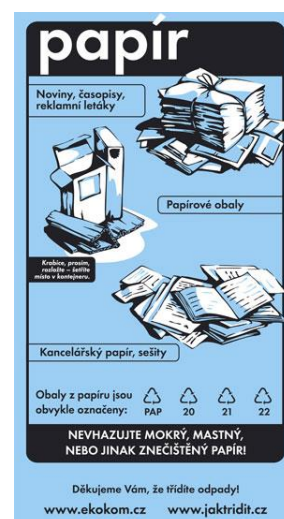 papír
Noviny, časopisy,
reklamní letáky
Papírové obaly
Krabice, prosím,
rozložte – šetříte
místo v kontejneru.
Kancelářský papír, sešity
Obaly z papíru jsou
obvykle označeny:
PAP 20 21 22
NEVHAZUJTE MOKRÝ, MASTNÝ,
NEBO JINAK ZNEČIŠTĚNÝ PAPÍR!
Děkujeme Vám, že třídíte odpady!
www.ekokom.cz www.jaktridit.cz